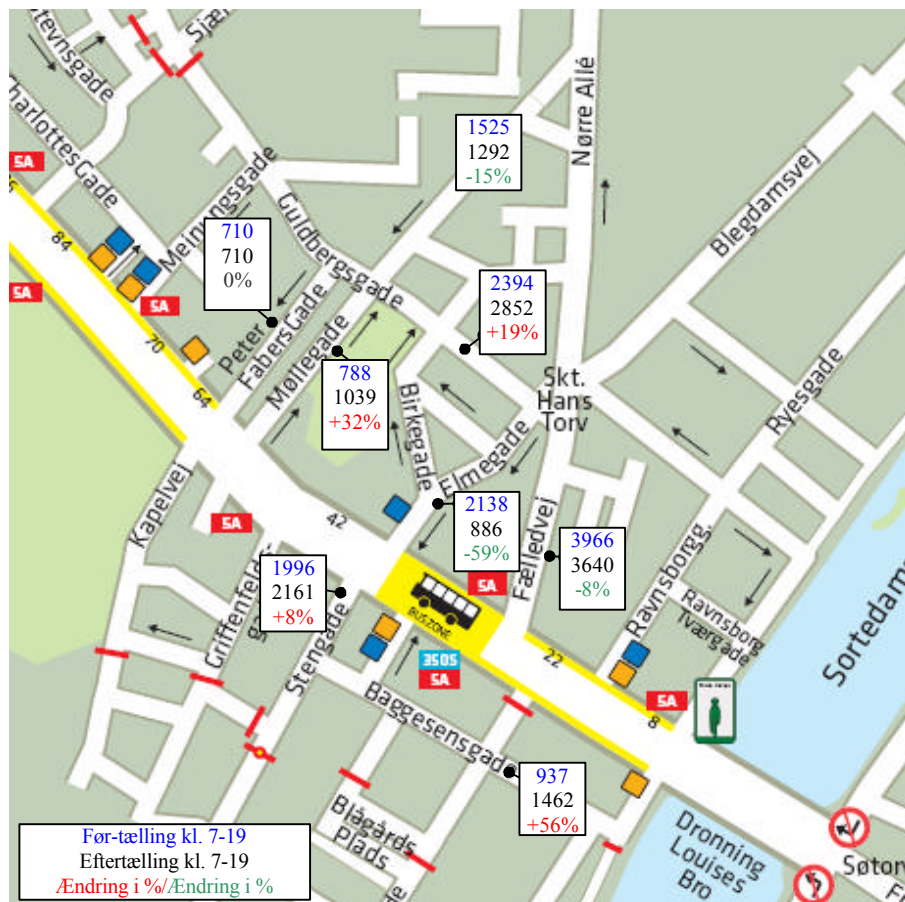 Stevnsgade
Sjæl
Charlottes Gade
5A
1525
1292
-15%
Nørre Allé
Meinungsgade
Guldbergsgade
Blegdamsvej
84
710
710
0%
5A
5A
2394
2852
+19%
70
Peter
Fabers Gade
Møllegade
788
1039
+32%
Skt.
Hans
Torv
Ryesgade
64
Birkegade
Elmegade
Kapelvej
42
5A
2138
886
-59%
Fælledvej
3966
3640
-8%
1996
2161
+8%
5A
BUSZONE
Ravnsborgg.
Ravnsborg
Tværgade
Sortedam
Stengade
350S
5A
22
5A
8
Baggesensgade
937
1462
+56%
Blågårds
Plads
Dronning
Louises
Bro
Søtorv
Før-tælling kl. 7-19
Eftertælling kl. 7-19
Ændring i %/Ændring i %